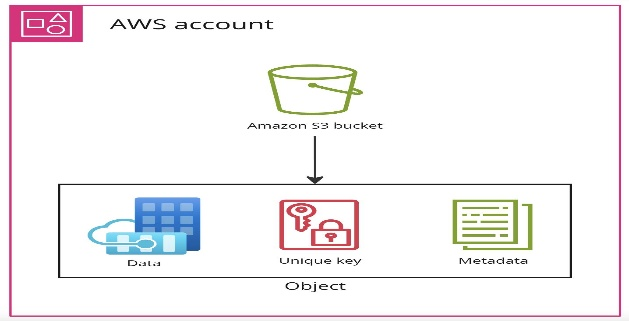 AWS account
Amazon S3 bucket
Data
Unique key
Metadata
Object